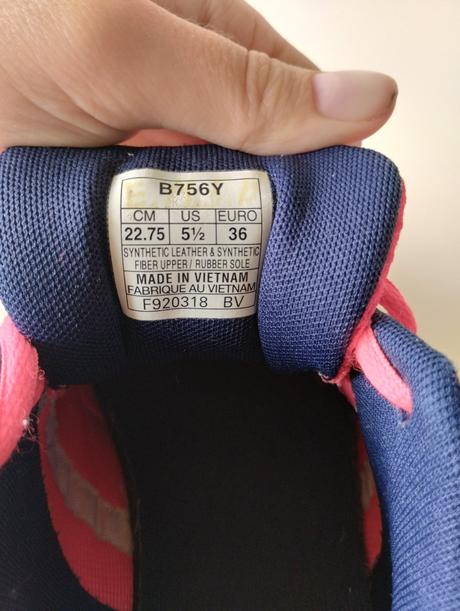 B756Y
CM US EURO
22.75 5½ 36
SYNTHETIC LEATHER & SYNTHETIC
FIBER UPPER / RUBBER SOLE
MADE IN VIETNAM
FABRIQUE AU VIETNAM
F920318 BV